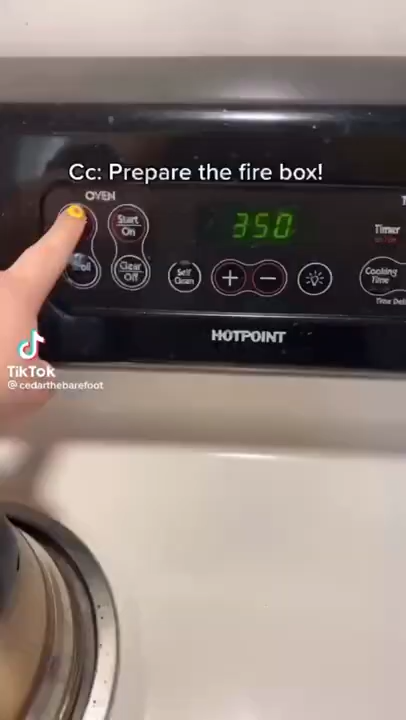 Cc: Prepare the fire box!
OVEN
Start
On
350
Timer
Clear
Off
Self
Clean
+
−
Cooking
Time
Time
HOTPOINT
TikTok
@cedarthebarefoot